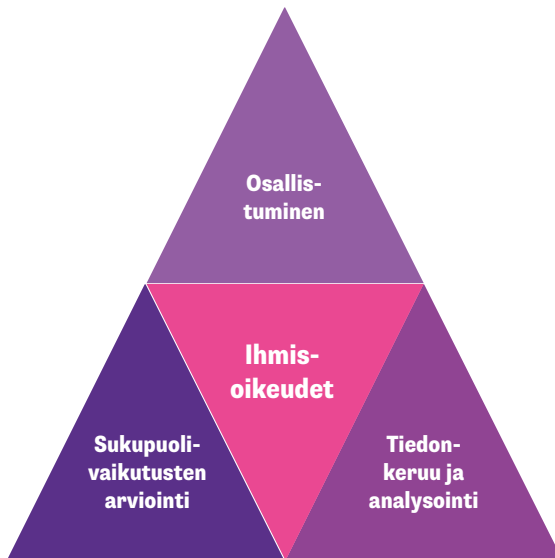 Osallis-
tuminen
Ihmis-
oikeudet
Sukupuoli-
vaikutusten
arviointi
Tiedon-
keruu ja
analysointi